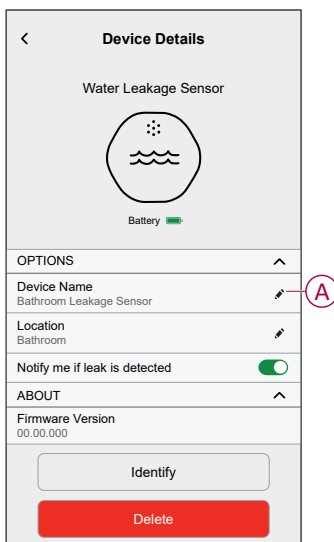 Device Details
Water Leakage Sensor
Battery
OPTIONS
Device Name
Bathroom Leakage Sensor
A
Location
Bathroom
Notify me if leak is detected
ABOUT
Firmware Version
00.00.000
Identify
Delete